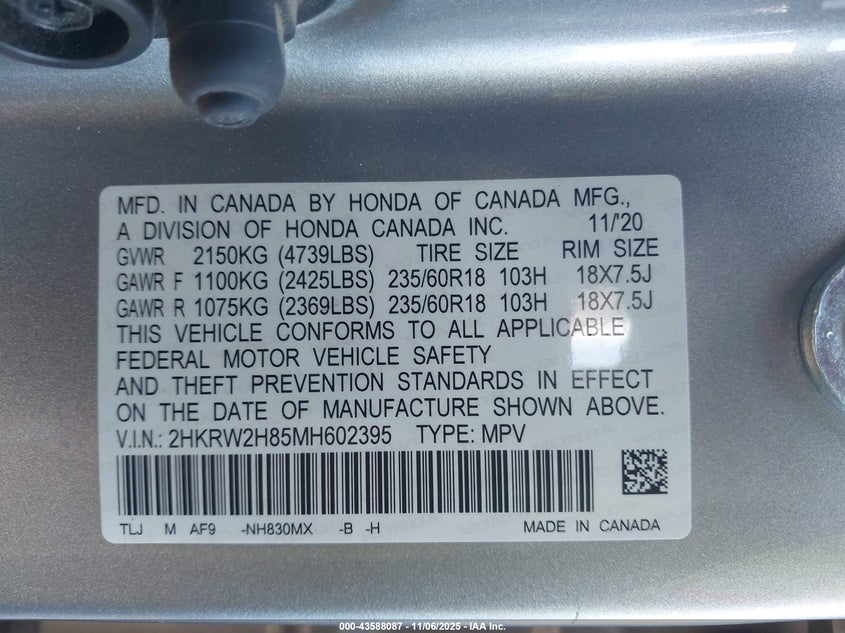 MFD. IN CANADA BY HONDA OF CANADA MFG.,
A DIVISION OF HONDA CANADA INC. 11/'20
GVWR 2150KG (4739LBS) TIRE SIZE RIM SIZE
GAWR F 1100KG (2425LBS) 235/60R18 103H 18X7.5J
GAWR R 1075KG (2369LBS) 235/60R18 103H 18X7.5J
THIS VEHICLE CONFORMS TO ALL APPLICABLE
FEDERAL MOTOR VEHICLE SAFETY
AND THEFT PREVENTION STANDARDS IN EFFECT
ON THE DATE OF MANUFACTURE SHOWN ABOVE.
V.I.N.: 2HKRW2H85MH602395 TYPE: MPV
TLJ M AF9 -NH830MX -B -H MADE IN CANADA
000-43588087 - 11/06/2025 - IAA Inc.